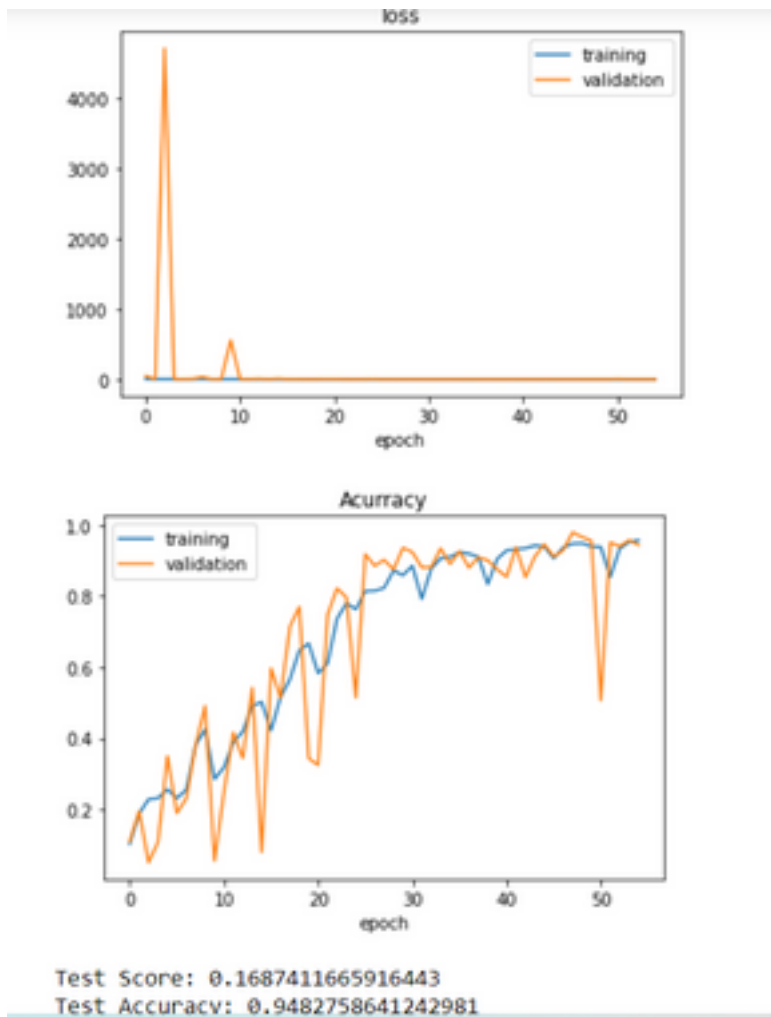 loss
training
validation
4000
3000
2000
1000
0
0 10 20 30 40 50
epoch
Acurracy
training
validation
1.0
0.8
0.6
0.4
0.2
0 10 20 30 40 50
epoch
Test Score: 0.1687411665916443
Test Accuracy: 0.9482758641242981